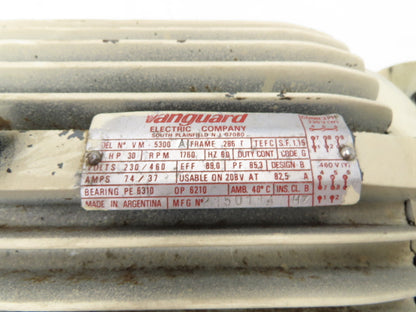 Vanguard
ELECTRIC COMPANY
SOUTH PLAINFIELD N.J. 07080
DEL Nº VM - 5300 A FRAME 286 T TEFC S.F. 1.15
HP 30 RPM 1760 HZ 60 DUTY CONT CODE G
VOLTS 230/460 EFF 89,0 PF 85,3 DESIGN B
AMPS 74/37 USABLE ON 208V AT 82,5 A
BEARING PE 6310 OP 6210 AMB. 40°C INS. CL. B
MADE IN ARGENTINA MFG Nº
460 V (Y)